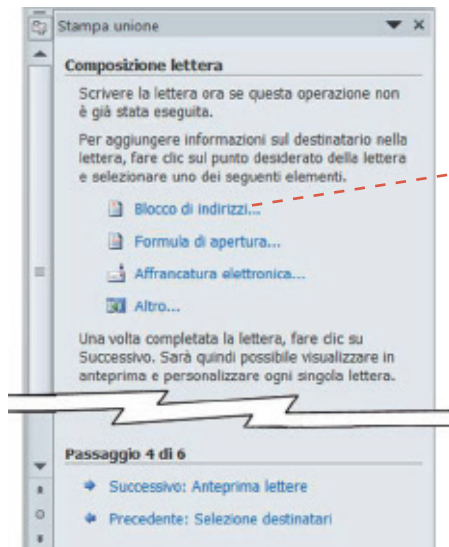 Stampa unione
Composizione lettera
Scrivere la lettera ora se questa operazione non
è già stata eseguita.
Per aggiungere informazioni sul destinatario nella
lettera, fare clic sul punto desiderato della lettera
e selezionare uno dei seguenti elementi.
Blocco di indirizzi...
Formula di apertura...
Affrancatura elettronica...
Altro...
Una volta completata la lettera, fare clic su
Successivo. Sarà quindi possibile visualizzare in
anteprima e personalizzare ogni singola lettera.
Passaggio 4 di 6
Successivo: Anteprima lettere
Precedente: Selezione destinatari